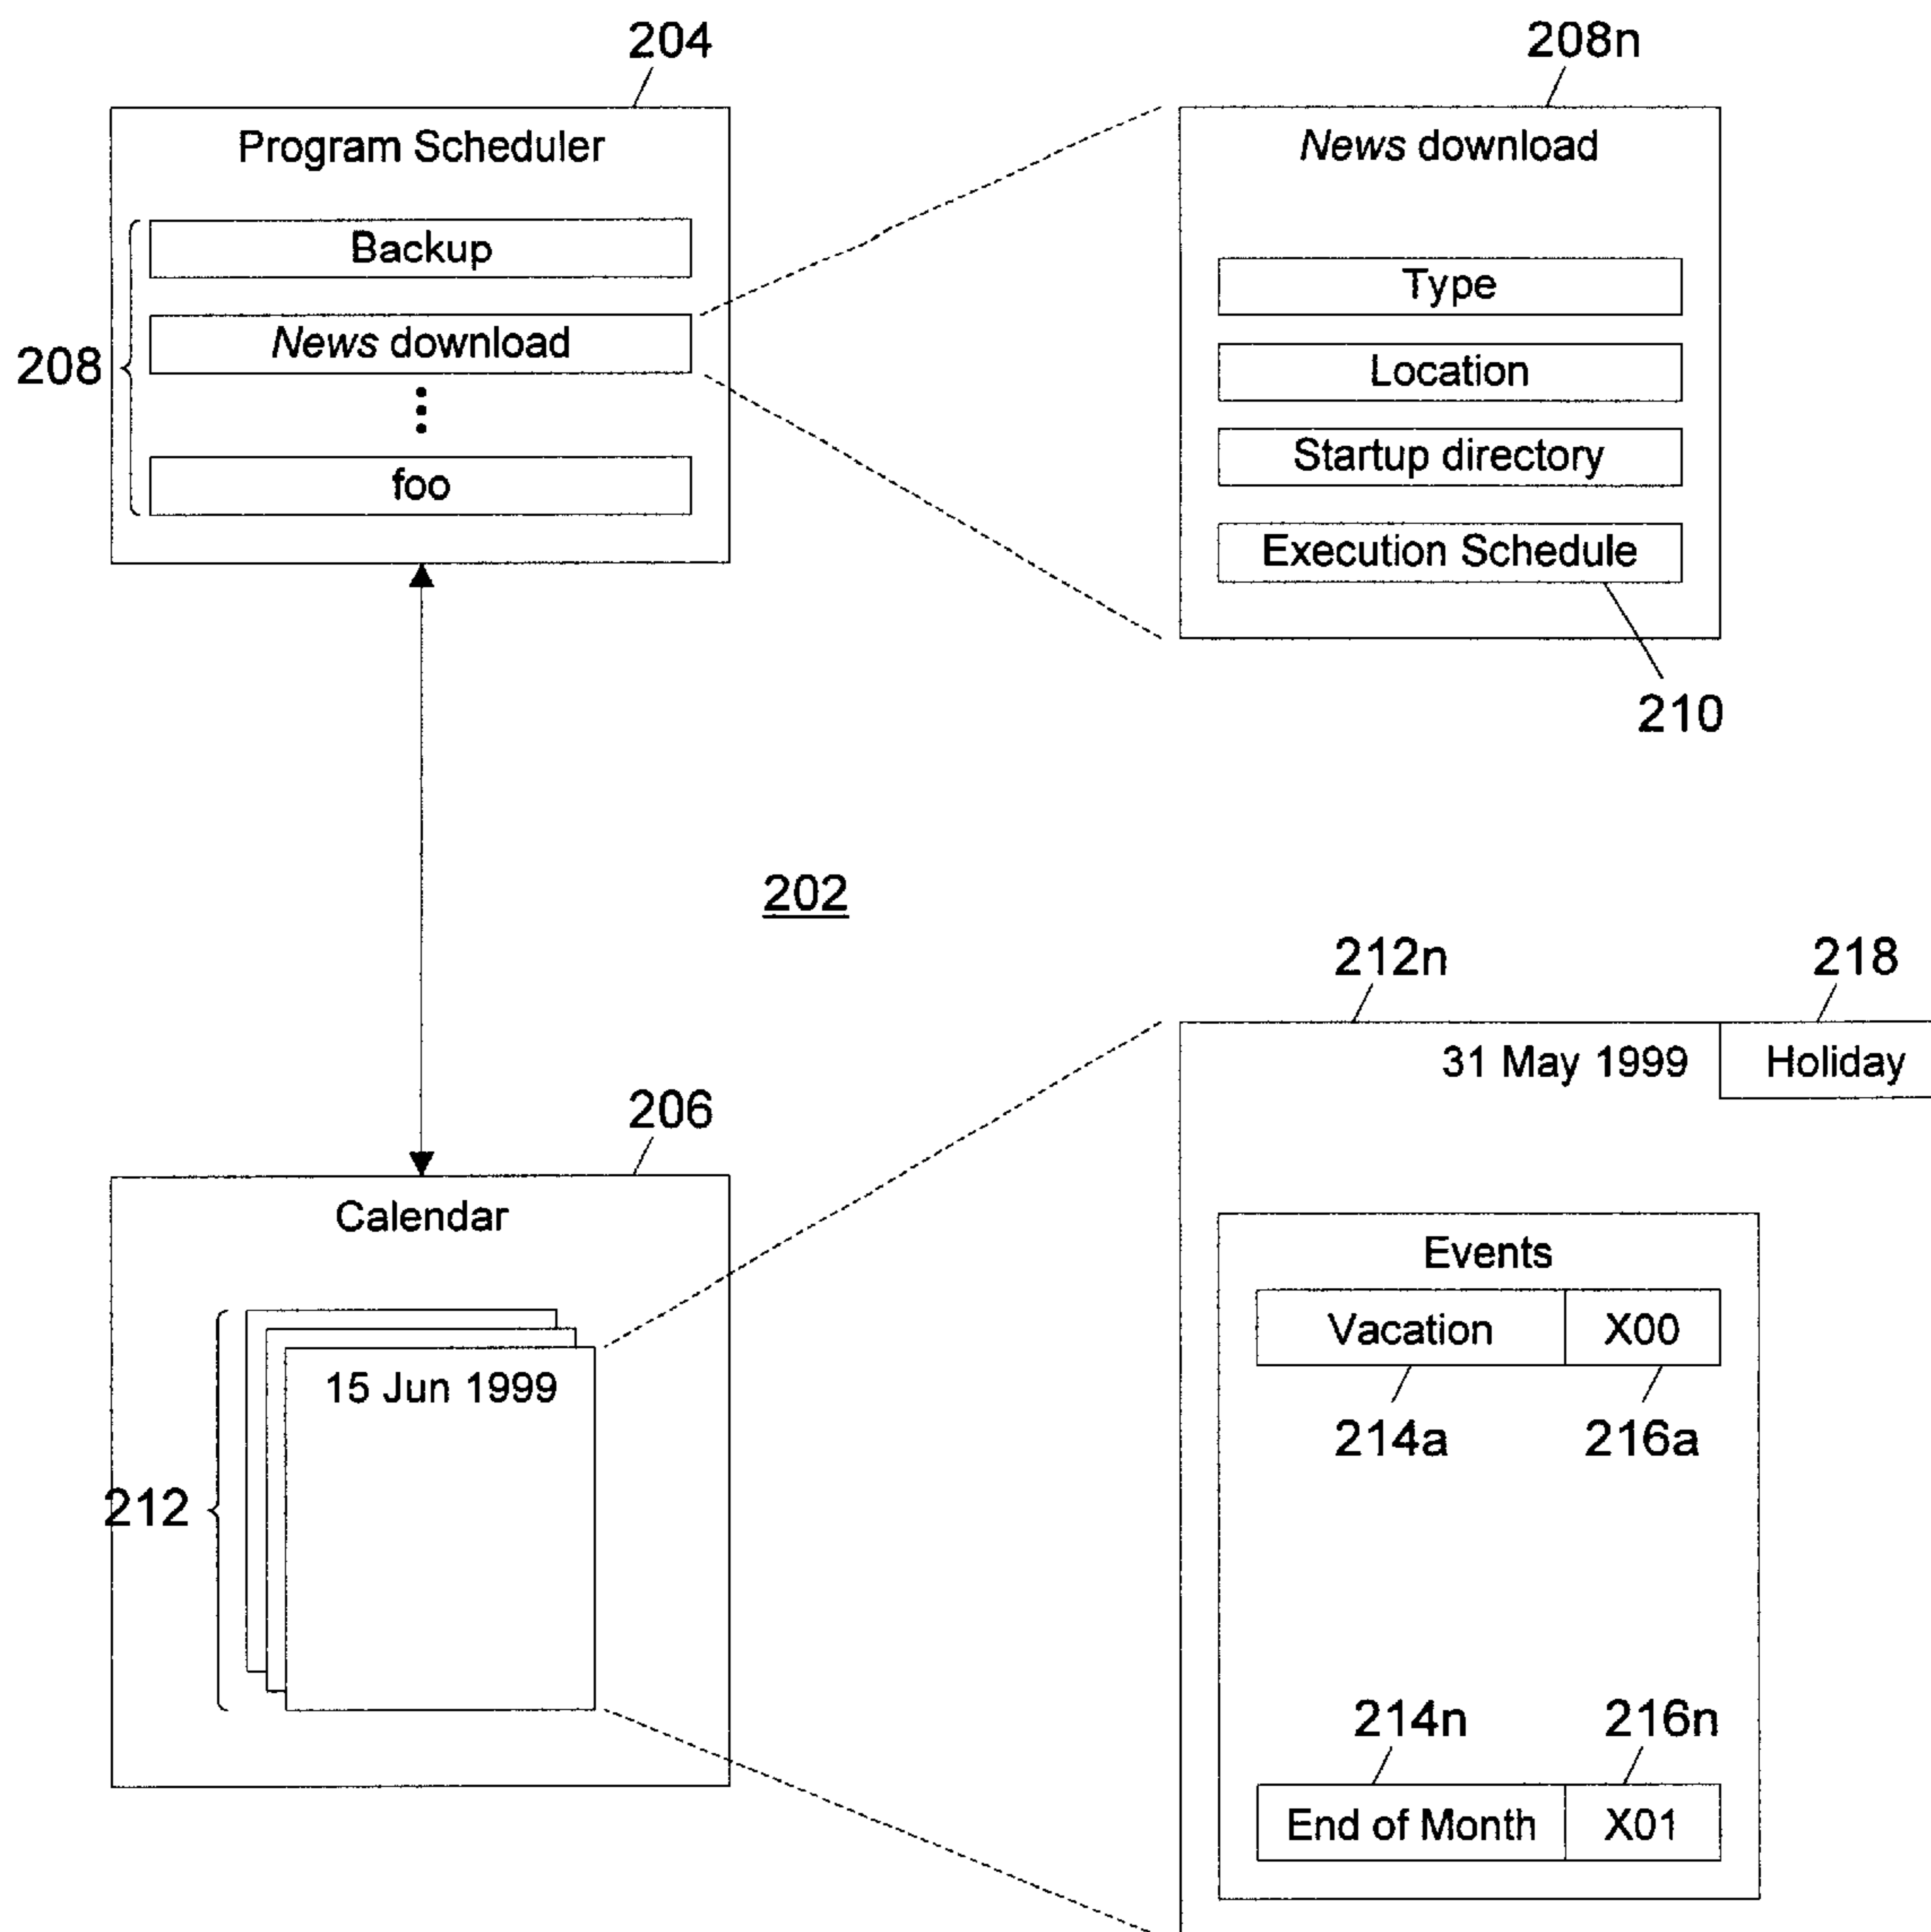 204
208n
Program Scheduler
News download
Backup
Type
News download
208
Location
Startup directory
foo
Execution Schedule
210
202
212n
218
31 May 1999
Holiday
206
Calendar
Events
Vacation
X00
15 Jun 1999
214a
216a
212
214n
216n
End of Month
X01